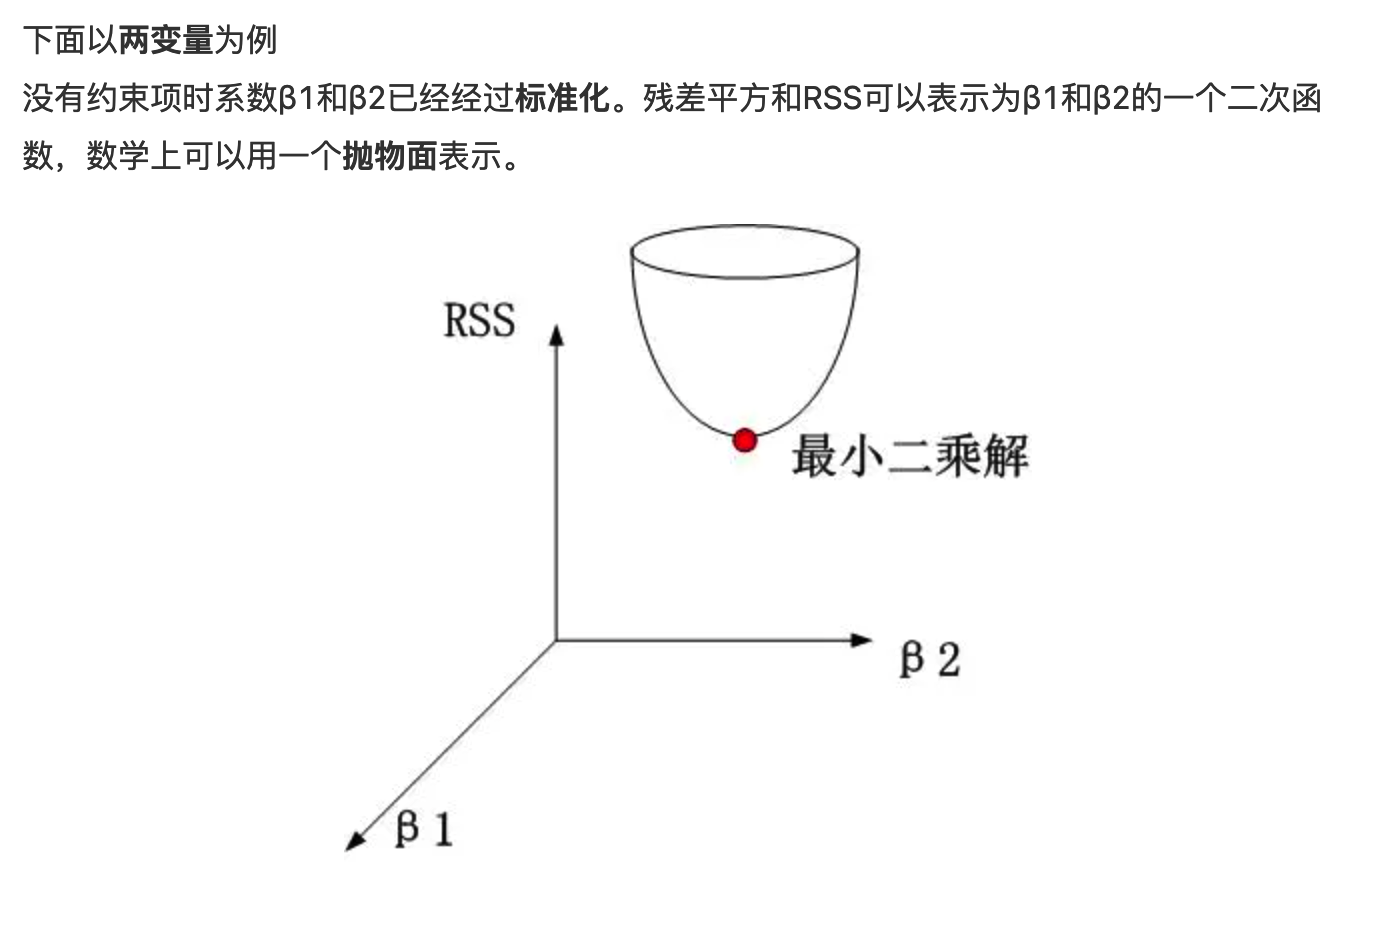 下面以两变量为例
没有约束项时系数β1和β2已经经过标准化。残差平方和RSS可以表示为β1和β2的一个二次函
数，数学上可以用一个抛物面表示。
RSS
最小二乘解
β 2
β 1